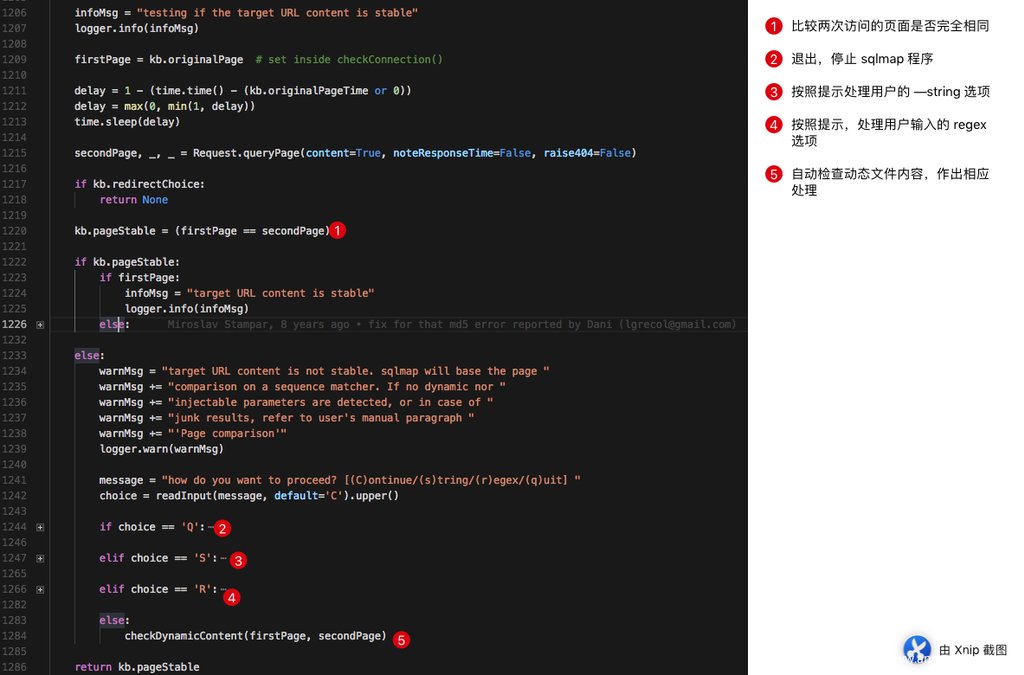 1206 infoMsg = "testing if the target URL content is stable"
1207 logger.info(infoMsg)
1208
1209 firstPage = kb.originalPage # set inside checkConnection()
1210
1211 delay = 1 - (time.time() - (kb.originalPageTime or 0))
1212 delay = max(0, min(1, delay))
1213 time.sleep(delay)
1214
1215 secondPage, _, _ = Request.queryPage(content=True, noteResponseTime=False, raise404=False)
1216
1217 if kb.redirectChoice:
1218 return None
1219
1220 kb.pageStable = (firstPage == secondPage) 1
1221
1222 if kb.pageStable:
1223 if firstPage:
1224 infoMsg = "target URL content is stable"
1225 logger.info(infoMsg)
1226 else: Miroslav Stampar, 8 years ago • fix for that md5 error reported by Dani (lgrecol@gmail.com)
1232
1233 else:
1234 warnMsg = "target URL content is not stable. sqlmap will base the page "
1235 warnMsg += "comparison on a sequence matcher. If no dynamic nor "
1236 warnMsg += "injectable parameters are detected, or in case of "
1237 warnMsg += "junk results, refer to user's manual paragraph "
1238 warnMsg += "'Page comparison'"
1239 logger.warn(warnMsg)
1240
1241 message = "how do you want to proceed? [(C)ontinue/(s)tring/(r)egex/(q)uit] "
1242 choice = readInput(message, default='C').upper()
1243
1244 if choice == 'Q':⋯ 2
1246
1247 elif choice == 'S':⋯ 3
1265
1266 elif choice == 'R':⋯ 4
1282
1283 else:
1284 checkDynamicContent(firstPage, secondPage) 5
1285
1286 return kb.pageStable
1 比较两次访问的页面是否完全相同
2 退出，停止 sqlmap 程序
3 按照提示处理用户的 —string 选项
4 按照提示，处理用户输入的 regex
选项
5 自动检查动态文件内容，作出相应
处理
由 Xnip 截图